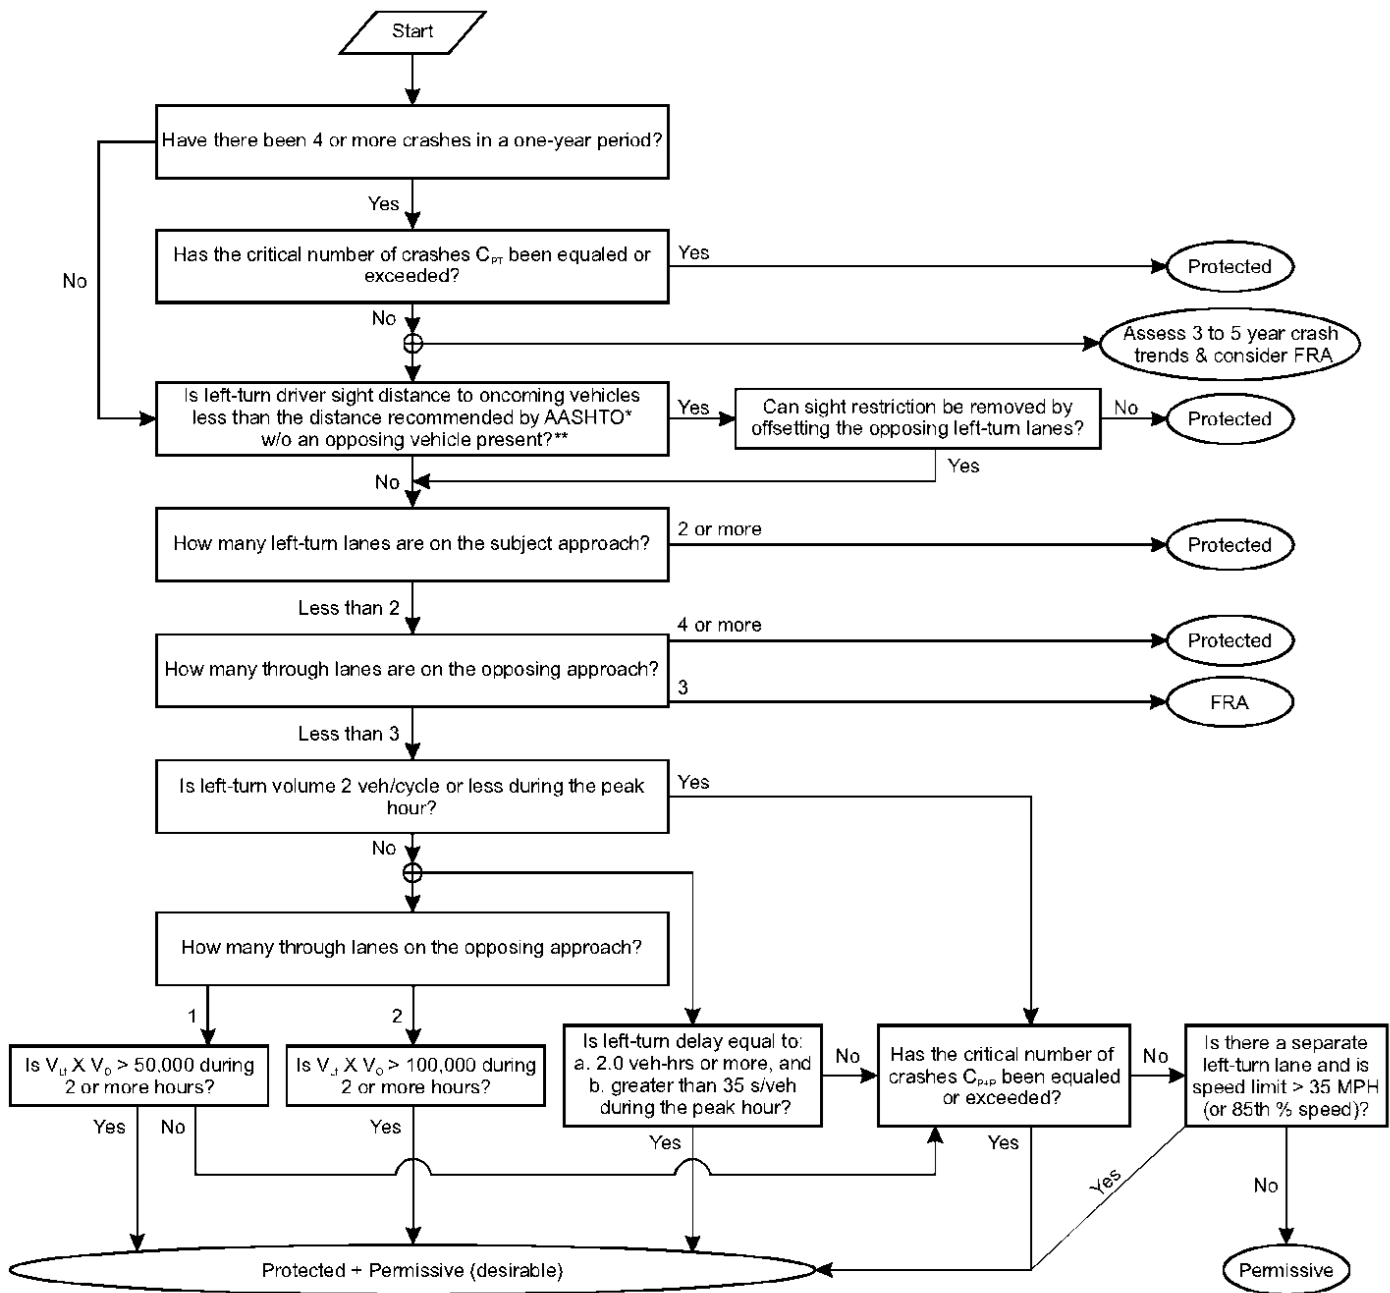 Start
Have there been 4 or more crashes in a one-year period?
Yes
No
Has the critical number of crashes C_PT been equaled or
exceeded?
Yes
Protected
No
Assess 3 to 5 year crash
trends & consider FRA
Is left-turn driver sight distance to oncoming vehicles
less than the distance recommended by AASHTO*
w/o an opposing vehicle present?**
Yes
Can sight restriction be removed by
offsetting the opposing left-turn lanes?
No
Protected
Yes
No
How many left-turn lanes are on the subject approach?
2 or more
Protected
Less than 2
How many through lanes are on the opposing approach?
4 or more
Protected
3
FRA
Less than 3
Is left-turn volume 2 veh/cycle or less during the peak
hour?
Yes
No
How many through lanes on the opposing approach?
1
2
Is V_LT X V_O > 50,000 during
2 or more hours?
Is V_LT X V_O > 100,000 during
2 or more hours?
Is left-turn delay equal to:
a. 2.0 veh-hrs or more, and
b. greater than 35 s/veh
during the peak hour?
No
Has the critical number of
crashes C_P+P been equaled
or exceeded?
No
Is there a separate
left-turn lane and is
speed limit > 35 MPH
(or 85th % speed)?
Yes
No
Yes
Yes
Yes
Yes
No
Protected + Permissive (desirable)
Permissive